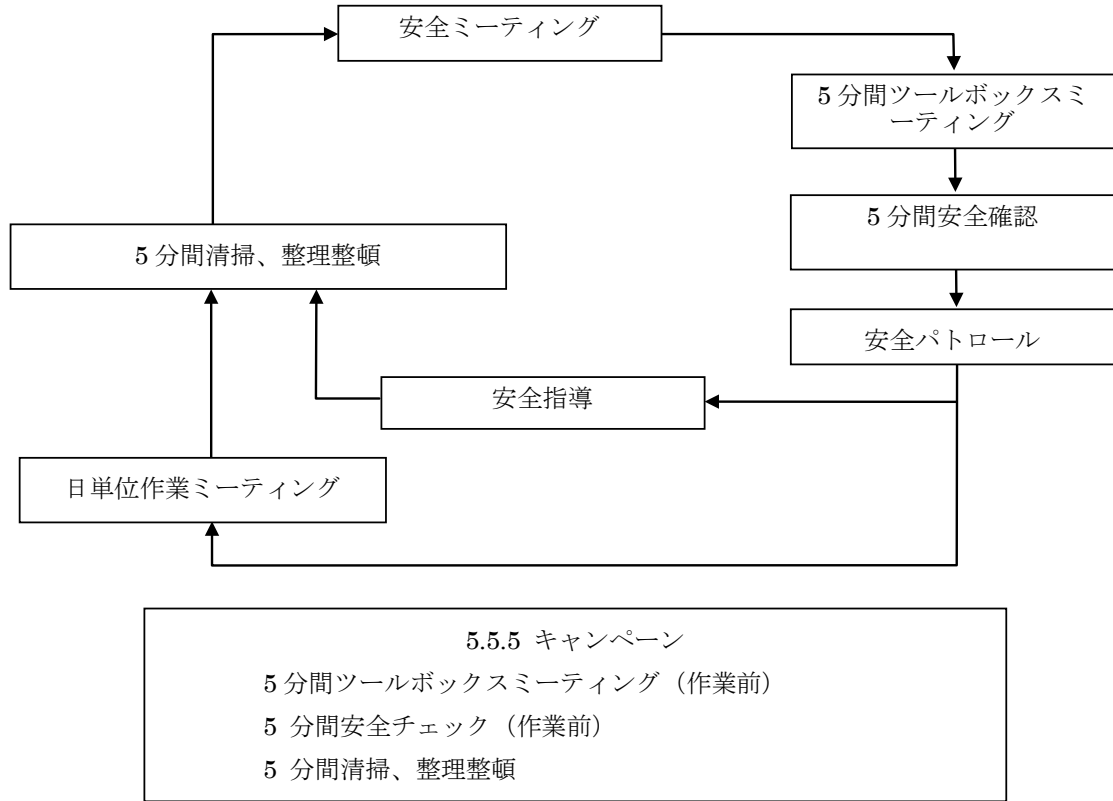 安全ミーティング
5 分間ツールボックスミ
ーティング
5 分間安全確認
5 分間清掃、整理整頓
安全パトロール
安全指導
日単位作業ミーティング
5.5.5 キャンペーン
5 分間ツールボックスミーティング（作業前）
5 分間安全チェック（作業前）
5 分間清掃、整理整頓